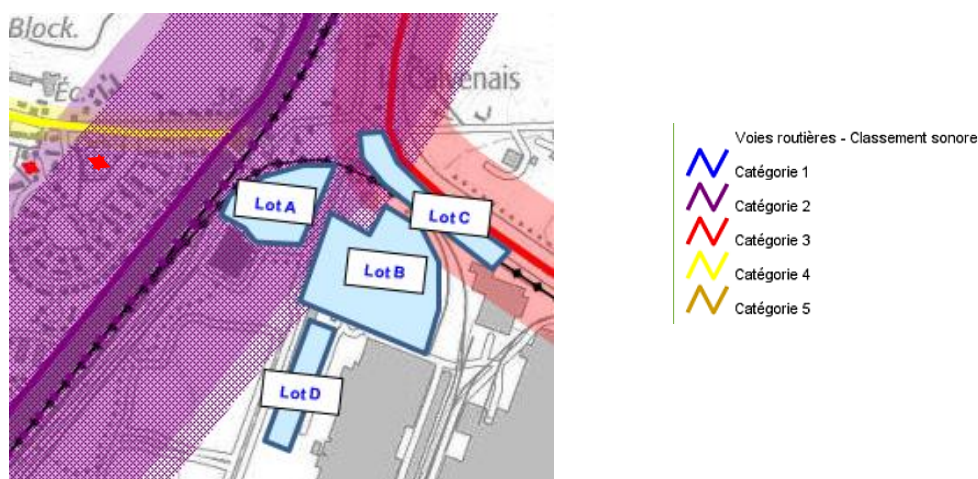 Block.
Éc.
Calvenais
Lot A
Lot C
Lot B
Lot D
Voies routières - Classement sonore
Catégorie 1
Catégorie 2
Catégorie 3
Catégorie 4
Catégorie 5